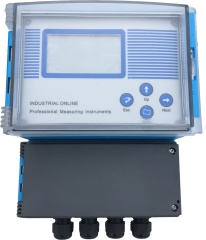 Up
Esc
Next
INDUSTRIAL ONLINE
Professional Measuring Instruments